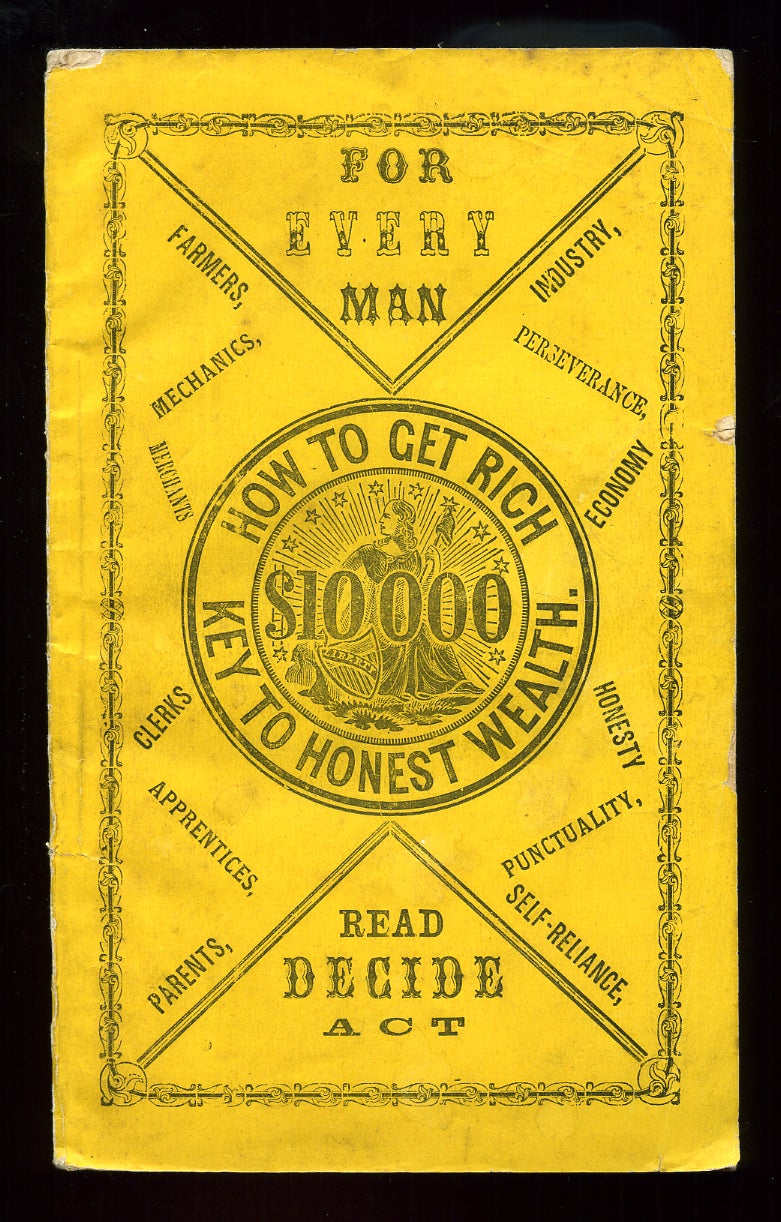 FOR
EVERY
MAN
FARMERS,
MECHANICS,
MERCHANTS
INDUSTRY,
PERSEVERANCE,
ECONOMY
HOW TO GET RICH
$10000
LIBERTY
KEY TO HONEST WEALTH.
CLERKS
APPRENTICES,
PARENTS,
HONESTY
PUNCTUALITY,
SELF-RELIANCE,
READ
DECIDE
ACT